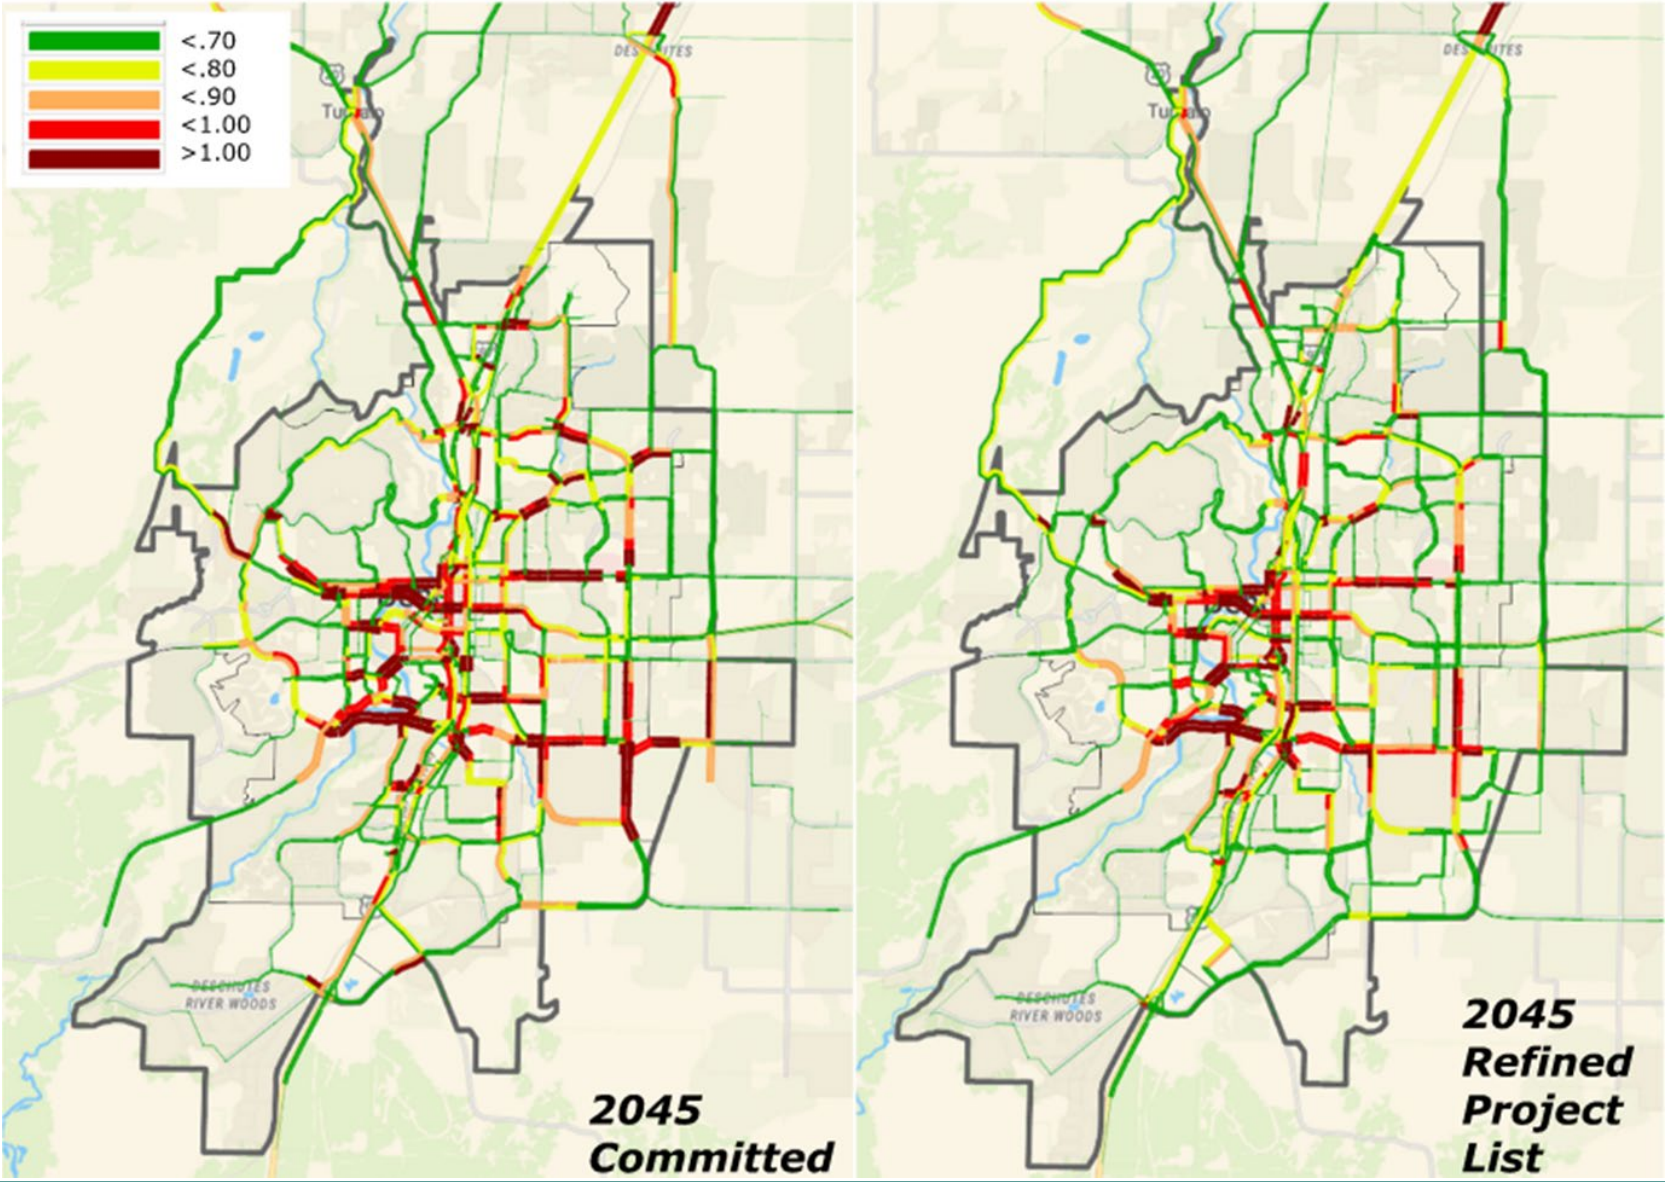 <.70
<.80
<.90
<1.00
>1.00
DESCHUTES
RIVER WOODS
2045
Committed
DESCHUTES
RIVER WOODS
2045
Refined
Project
List